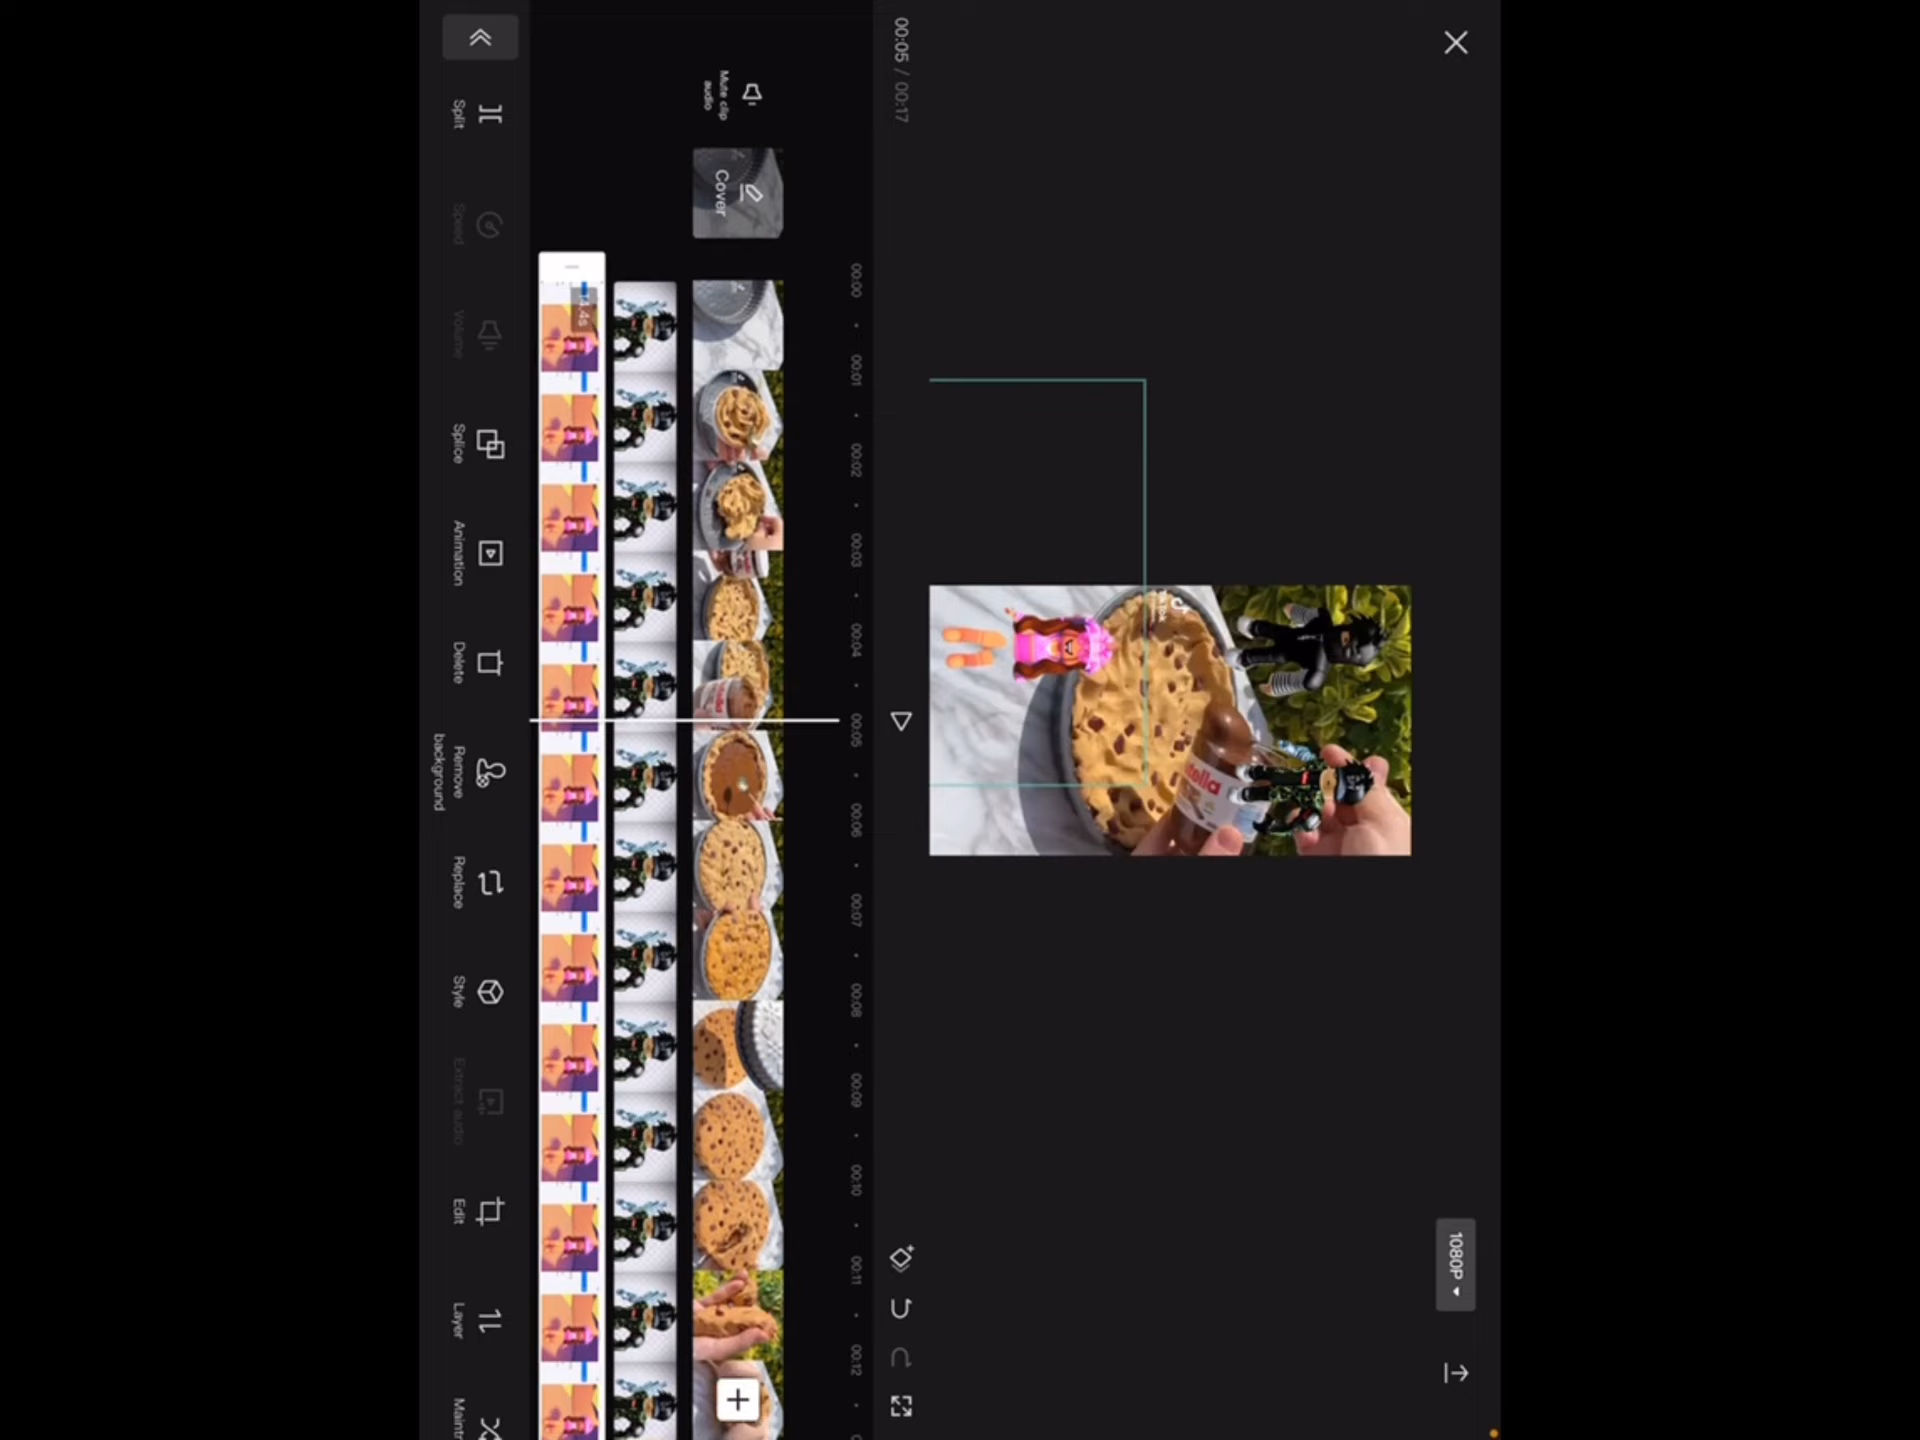 1080P
00:05 / 00:17
00:00
00:01
00:02
00:03
00:04
00:05
00:06
00:07
00:08
00:09
00:10
00:11
00:12
Mute clip
audio
Cover
Split
Speed
Volume
Splice
Animation
Delete
Remove
background
Replace
Style
Extract audio
Edit
Layer